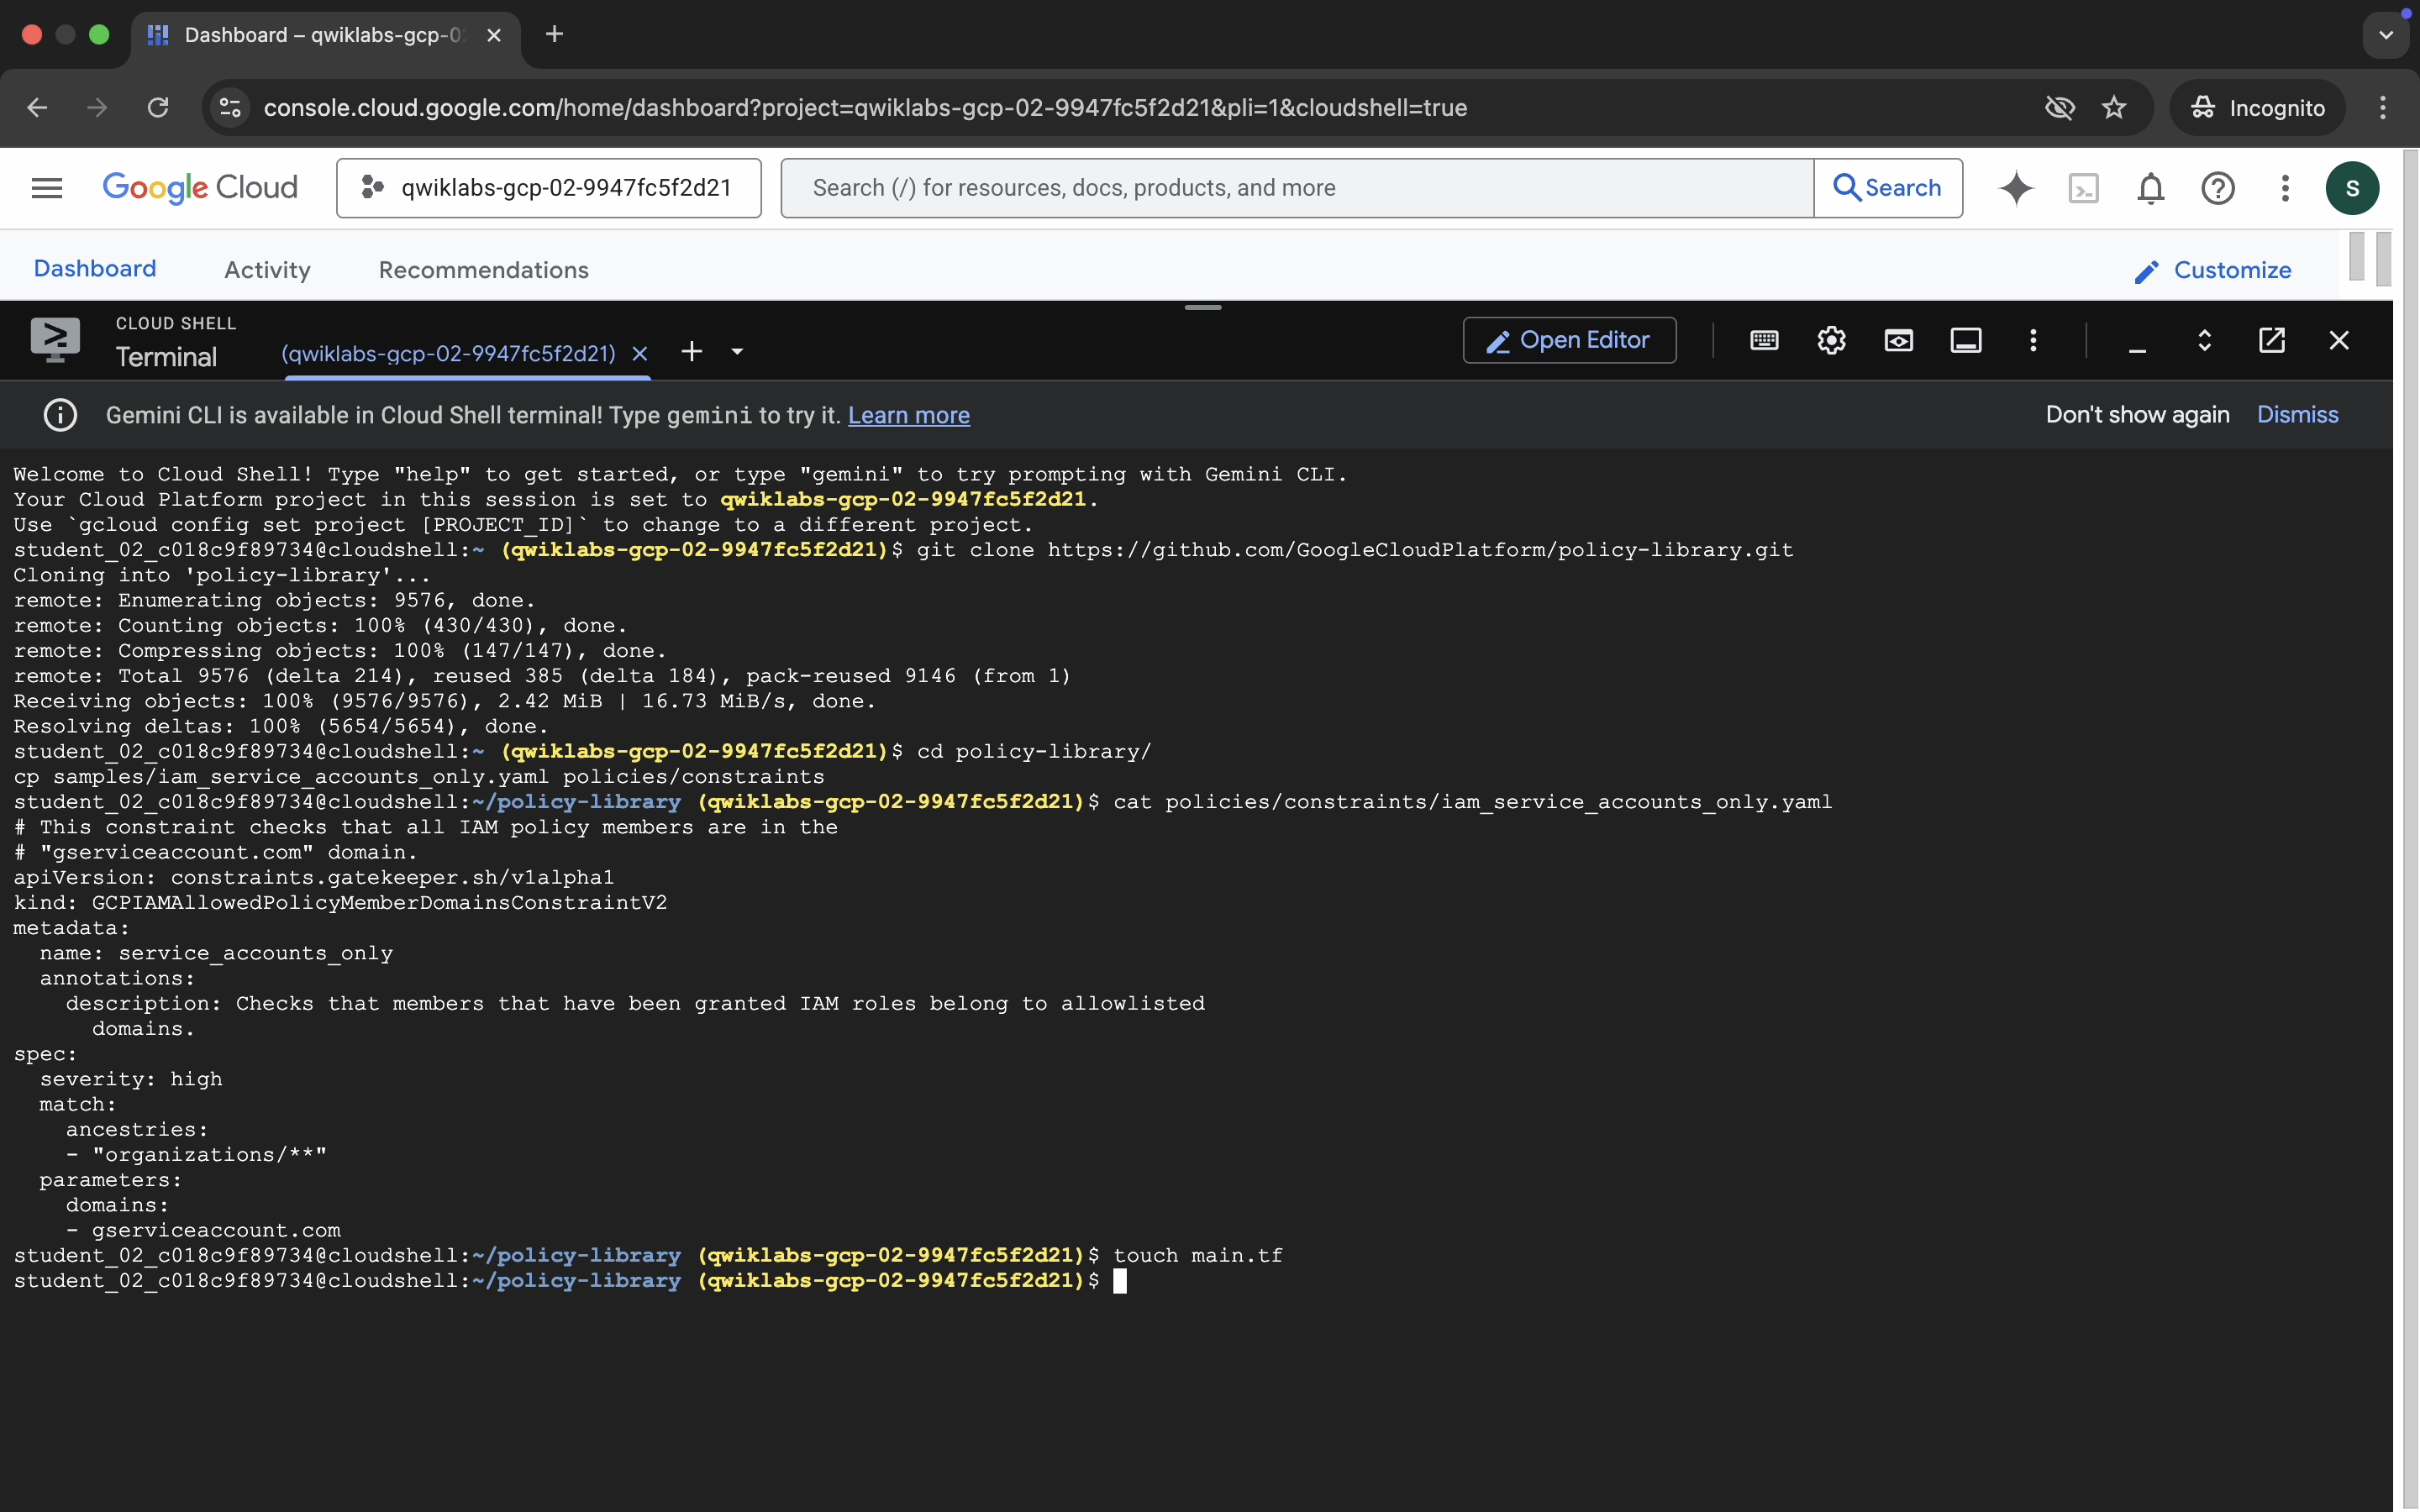 Dashboard – qwiklabs-gcp-02
console.cloud.google.com/home/dashboard?project=qwiklabs-gcp-02-9947fc5f2d21&pli=1&cloudshell=true
Incognito
Google Cloud
qwiklabs-gcp-02-9947fc5f2d21
Search (/) for resources, docs, products, and more
Search
S
Dashboard
Activity
Recommendations
Customize
CLOUD SHELL
Terminal
(qwiklabs-gcp-02-9947fc5f2d21)
Open Editor
Gemini CLI is available in Cloud Shell terminal! Type gemini to try it. Learn more
Don't show again
Dismiss
Welcome to Cloud Shell! Type "help" to get started, or type "gemini" to try prompting with Gemini CLI.
Your Cloud Platform project in this session is set to qwiklabs-gcp-02-9947fc5f2d21.
Use `gcloud config set project [PROJECT_ID]` to change to a different project.
student_02_c018c9f89734@cloudshell:~ (qwiklabs-gcp-02-9947fc5f2d21)$ git clone https://github.com/GoogleCloudPlatform/policy-library.git
Cloning into 'policy-library'...
remote: Enumerating objects: 9576, done.
remote: Counting objects: 100% (430/430), done.
remote: Compressing objects: 100% (147/147), done.
remote: Total 9576 (delta 214), reused 385 (delta 184), pack-reused 9146 (from 1)
Receiving objects: 100% (9576/9576), 2.42 MiB | 16.73 MiB/s, done.
Resolving deltas: 100% (5654/5654), done.
student_02_c018c9f89734@cloudshell:~ (qwiklabs-gcp-02-9947fc5f2d21)$ cd policy-library/
cp samples/iam_service_accounts_only.yaml policies/constraints
student_02_c018c9f89734@cloudshell:~/policy-library (qwiklabs-gcp-02-9947fc5f2d21)$ cat policies/constraints/iam_service_accounts_only.yaml
# This constraint checks that all IAM policy members are in the
# "gserviceaccount.com" domain.
apiVersion: constraints.gatekeeper.sh/v1alpha1
kind: GCPIAMAllowedPolicyMemberDomainsConstraintV2
metadata:
  name: service_accounts_only
  annotations:
    description: Checks that members that have been granted IAM roles belong to allowlisted
      domains.
spec:
  severity: high
  match:
    ancestries:
    - "organizations/**"
  parameters:
    domains:
    - gserviceaccount.com
student_02_c018c9f89734@cloudshell:~/policy-library (qwiklabs-gcp-02-9947fc5f2d21)$ touch main.tf
student_02_c018c9f89734@cloudshell:~/policy-library (qwiklabs-gcp-02-9947fc5f2d21)$